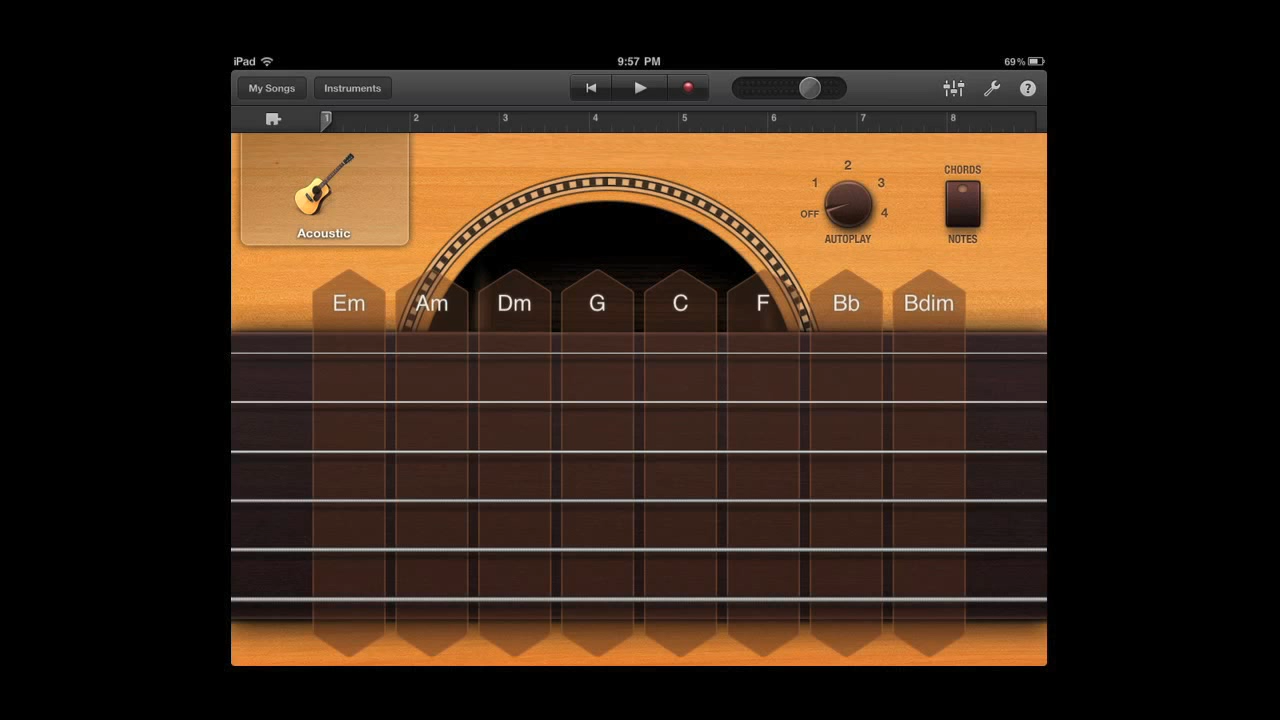 iPad 9:57 PM 69%
My Songs Instruments ?
1 2 3 4 5 6 7 8
Acoustic
OFF 1 2 3 4
AUTOPLAY
CHORDS
NOTES
Em Am Dm G C F Bb Bdim